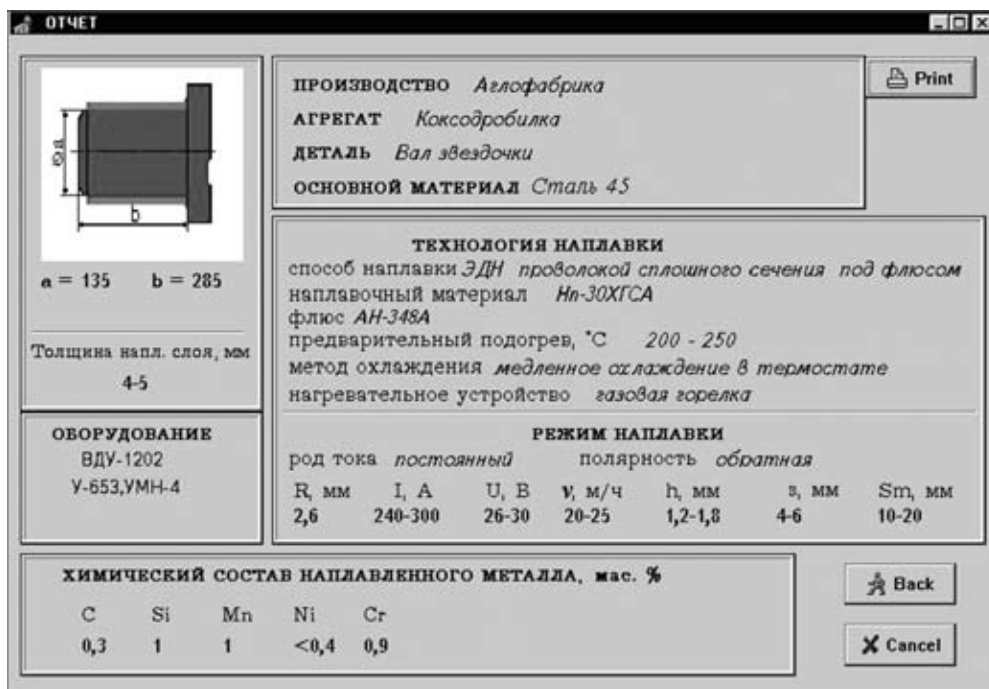 ОТЧЕТ
Print
øa
b
a = 135 b = 285
Толщина напл. слоя, мм
4-5
ОБОРУДОВАНИЕ
ВДУ-1202
У-653,УМН-4
ПРОИЗВОДСТВО Аглофабрика
АГРЕГАТ Коксодробилка
ДЕТАЛЬ Вал звездочки
ОСНОВНОЙ МАТЕРИАЛ Сталь 45
ТЕХНОЛОГИЯ НАПЛАВКИ
способ наплавки ЭДН проволокой сплошного сечения под флюсом
наплавочный материал Нп-30ХГСА
флюс АН-348А
предварительный подогрев, °С 200 - 250
метод охлаждения медленное охлаждение в термостате
нагревательное устройство газовая горелка
РЕЖИМ НАПЛАВКИ
род тока постоянный полярность обратная
R, мм I, А U, В v, м/ч h, мм s, мм Sm, мм
2,6 240-300 26-30 20-25 1,2-1,8 4-6 10-20
ХИМИЧЕСКИЙ СОСТАВ НАПЛАВЛЕННОГО МЕТАЛЛА, мас. %
C Si Mn Ni Cr
0,3 1 1 <0,4 0,9
Back
Cancel